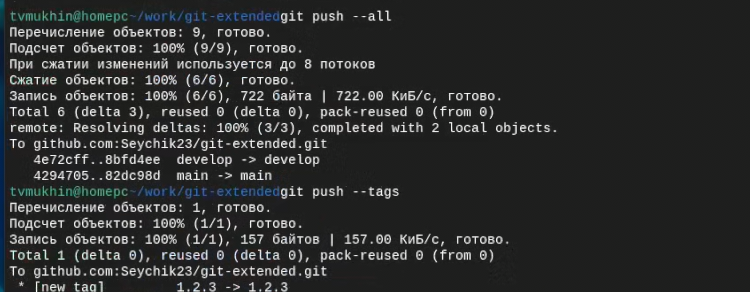 tvmukhin@homepc~/work/git-extendedgit push --all
Перечисление объектов: 9, готово.
Подсчет объектов: 100% (9/9), готово.
При сжатии изменений используется до 8 потоков
Сжатие объектов: 100% (6/6), готово.
Запись объектов: 100% (6/6), 722 байта | 722.00 КиБ/с, готово.
Total 6 (delta 3), reused 0 (delta 0), pack-reused 0 (from 0)
remote: Resolving deltas: 100% (3/3), completed with 2 local objects.
To github.com:Seychik23/git-extended.git
   4e72cff..8bfd4ee  develop -> develop
   4294705..82dc98d  main -> main
tvmukhin@homepc~/work/git-extendedgit push --tags
Перечисление объектов: 1, готово.
Подсчет объектов: 100% (1/1), готово.
Запись объектов: 100% (1/1), 157 байтов | 157.00 КиБ/с, готово.
Total 1 (delta 0), reused 0 (delta 0), pack-reused 0 (from 0)
To github.com:Seychik23/git-extended.git
 * [new tag]         1.2.3 -> 1.2.3